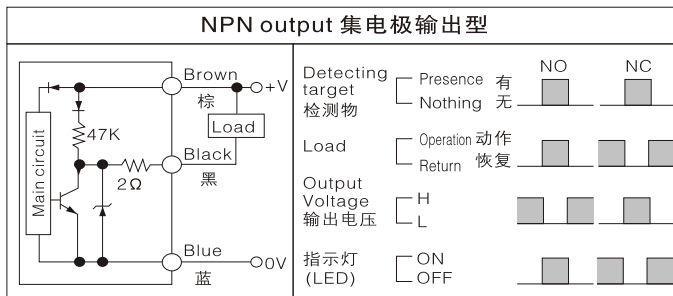 NPN output 集电极输出型
Brown
棕
+V
Load
47K
Black
黑
2Ω
Main circuit
Blue
蓝
0V
NO NC
Detecting
target
检测物
Presence 有
Nothing 无
Load
Operation 动作
Return 恢复
Output
Voltage
输出电压
H
L
指示灯
(LED)
ON
OFF